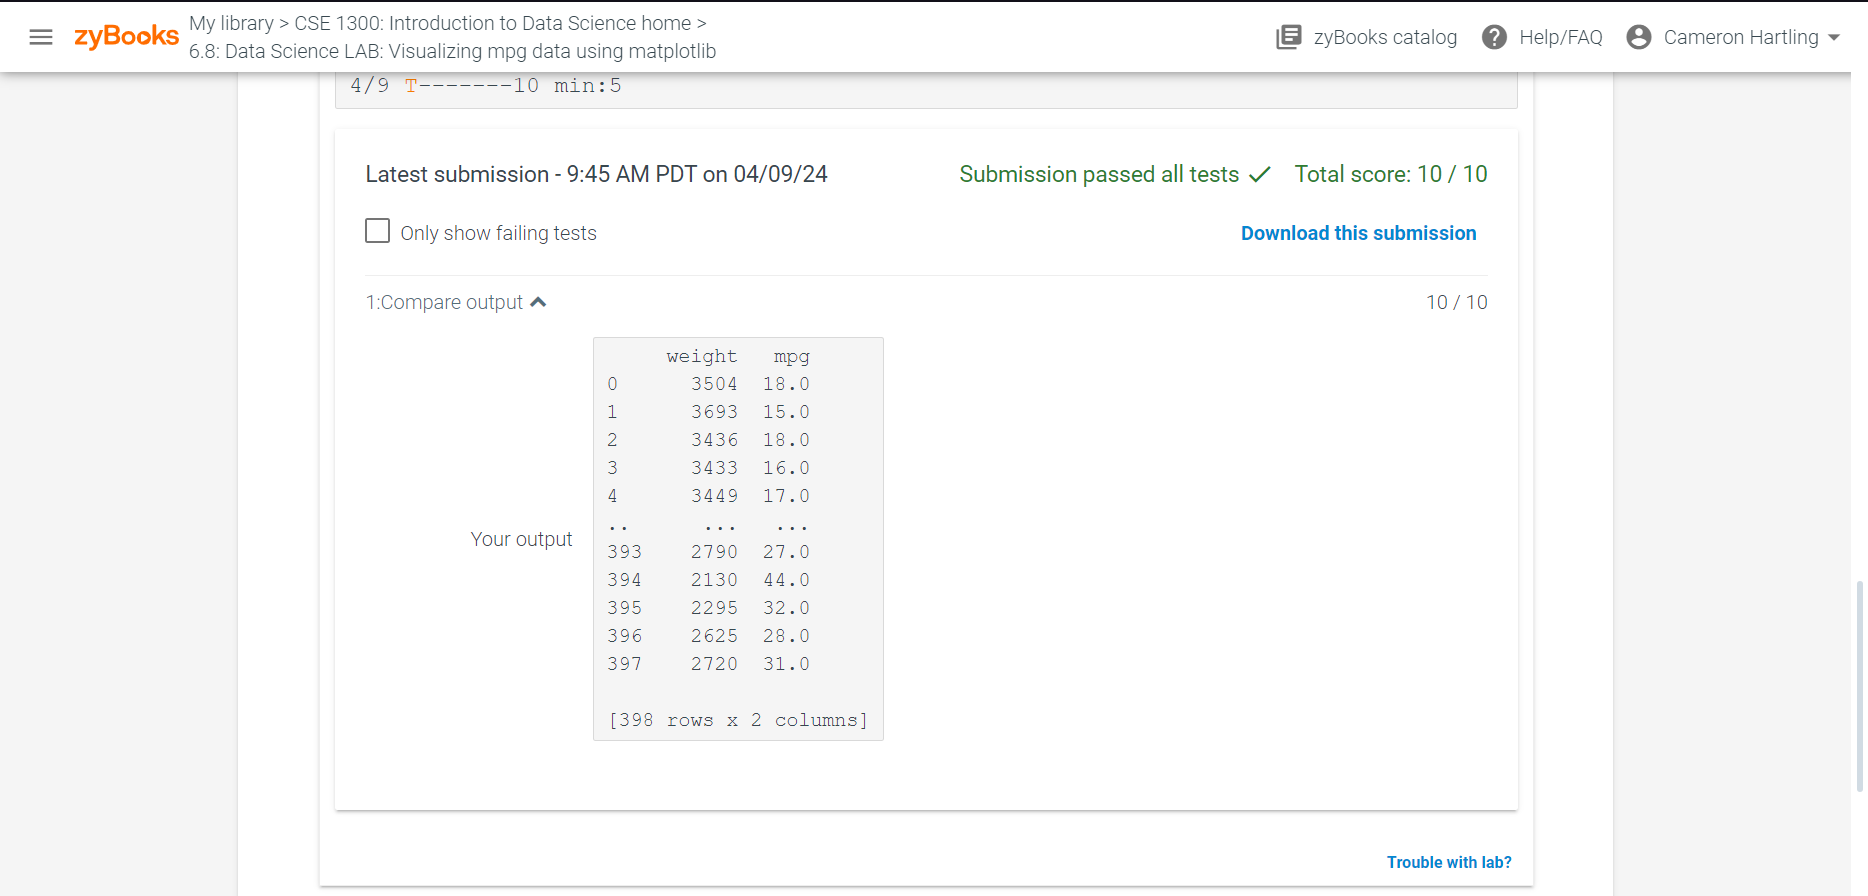 zyBooks
My library > CSE 1300: Introduction to Data Science home >
6.8: Data Science LAB: Visualizing mpg data using matplotlib
zyBooks catalog
Help/FAQ
Cameron Hartling
4/9 T-------10 min:5
Latest submission - 9:45 AM PDT on 04/09/24
Submission passed all tests ✓ Total score: 10 / 10
Only show failing tests
Download this submission
1:Compare output
10 / 10
Your output
weight mpg
0 3504 18.0
1 3693 15.0
2 3436 18.0
3 3433 16.0
4 3449 17.0
.. ... ...
393 2790 27.0
394 2130 44.0
395 2295 32.0
396 2625 28.0
397 2720 31.0
[398 rows x 2 columns]
Trouble with lab?